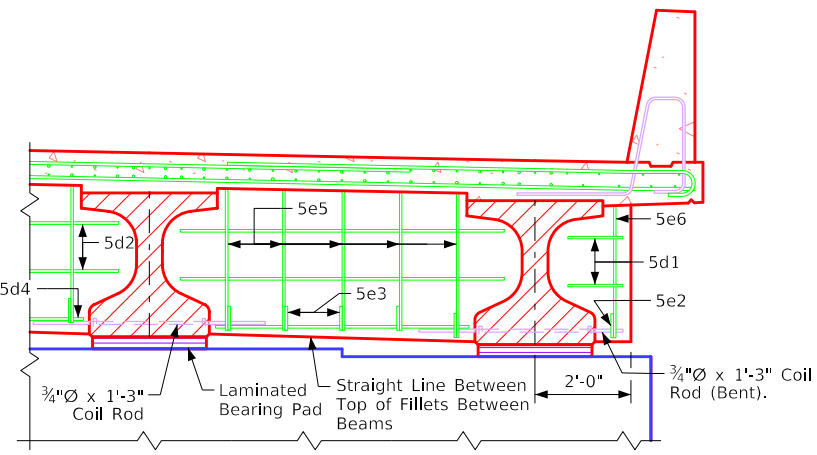 5e6
5e5
5d2
5d1
5d4
5e3
5e2
2'-0"
¾"Ø x 1'-3" Coil
Rod (Bent).
¾"Ø x 1'-3"
Coil Rod
Laminated
Bearing Pad
Straight Line Between
Top of Fillets Between
Beams